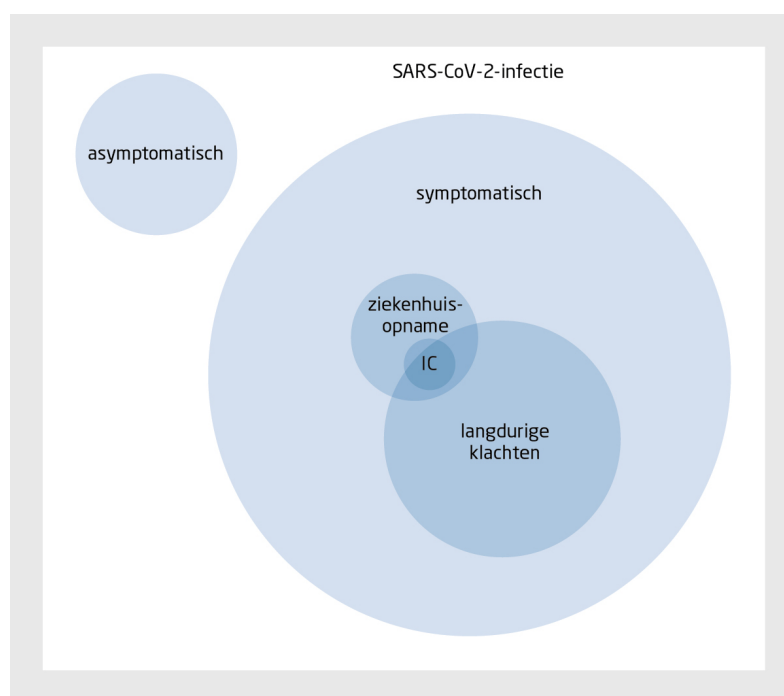 SARS-CoV-2-infectie
asymptomatisch
symptomatisch
ziekenhuis-
opname
IC
langdurige
klachten